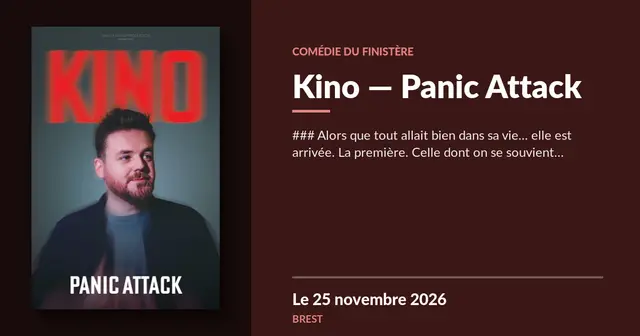 KINO
PANIC ATTACK
COMÉDIE DU FINISTÈRE
Kino — Panic Attack
### Alors que tout allait bien dans sa vie... elle est
arrivée. La première. Celle dont on se souvient...
Le 25 novembre 2026
BREST